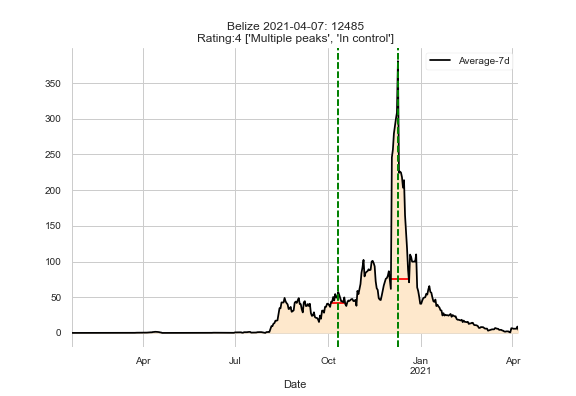 Belize 2021-04-07: 12485
Rating:4 ['Multiple peaks', 'In control']
Average-7d
350
300
250
200
150
100
50
0
Apr
Jul
Oct
Jan
2021
Apr
Date